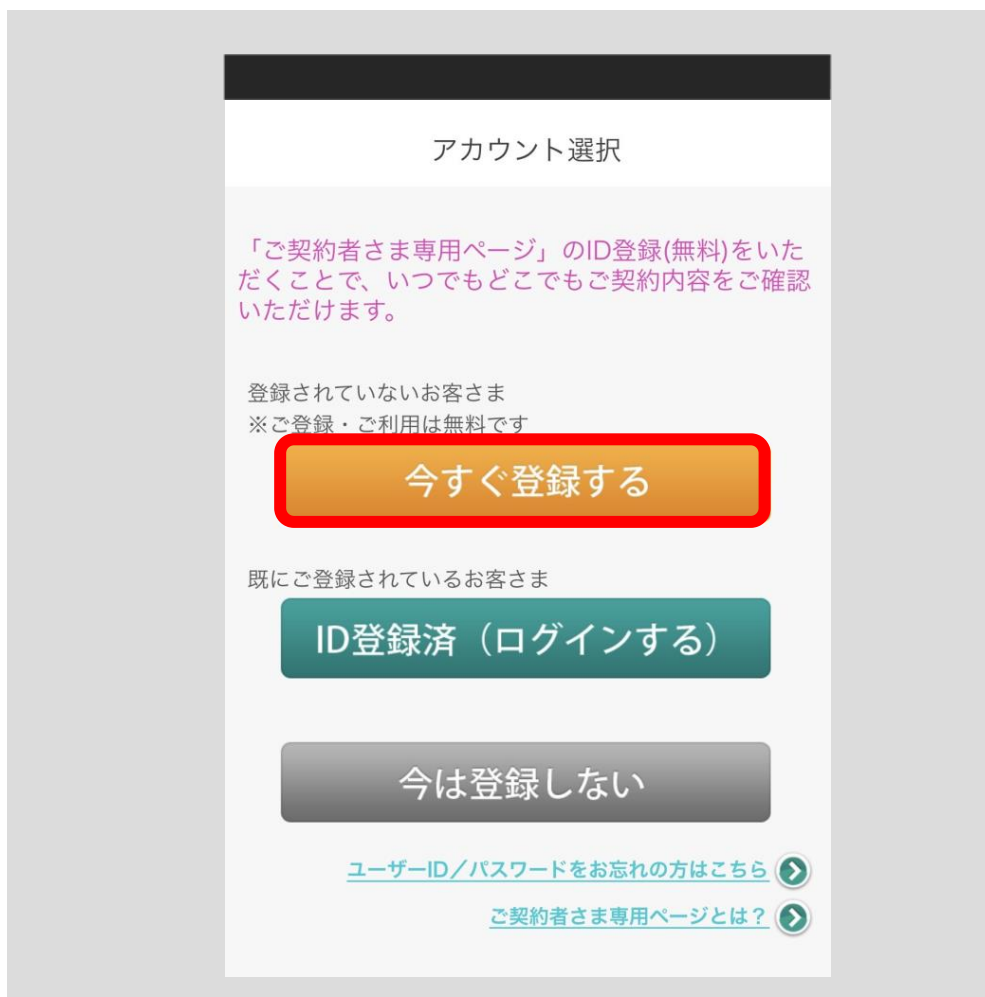 アカウント選択
「ご契約者さま専用ページ」のID登録(無料)をいた
だくことで、いつでもどこでもご契約内容をご確認
いただけます。
登録されていないお客さま
※ご登録・ご利用は無料です
今すぐ登録する
既にご登録されているお客さま
ID登録済（ログインする）
今は登録しない
ユーザーID／パスワードをお忘れの方はこちら
ご契約者さま専用ページとは？